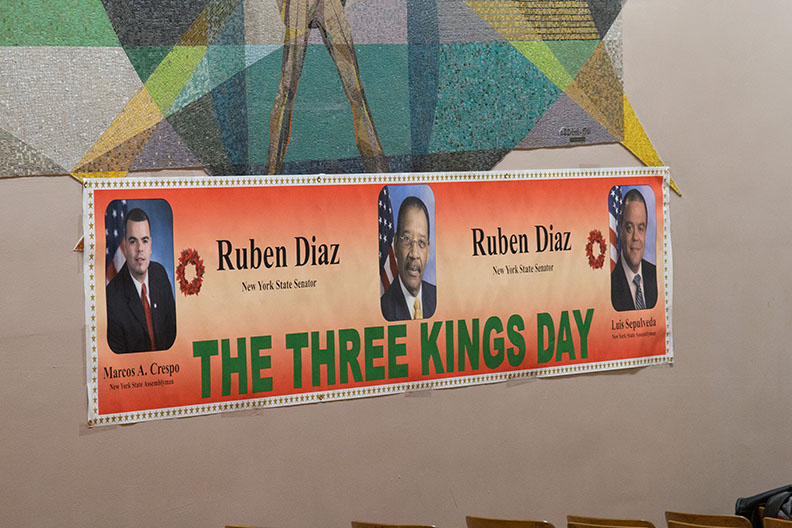 Ruben Diaz
New York State Senator
Ruben Diaz
New York State Senator
Marcos A. Crespo
New York State Assemblyman
Luis Sepulveda
New York State Assemblyman
THE THREE KINGS DAY